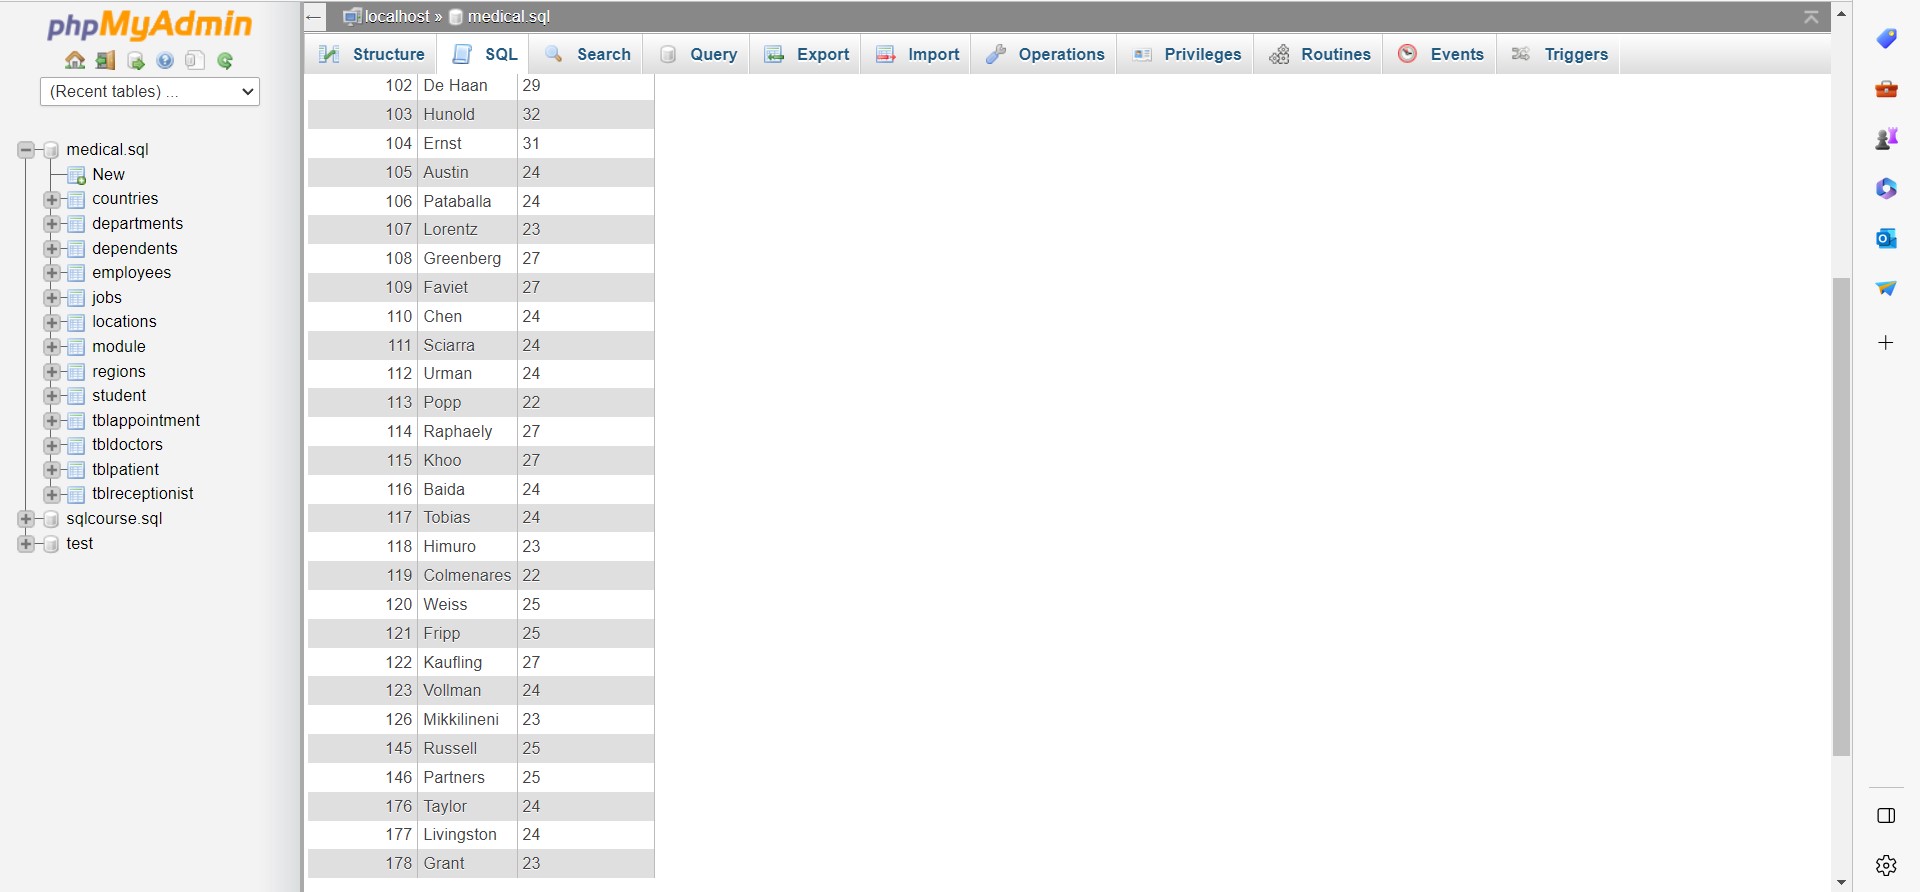 phpMyAdmin
(Recent tables) ...
medical.sql
New
countries
departments
dependents
employees
jobs
locations
module
regions
student
tblappointment
tbldoctors
tblpatient
tblreceptionist
sqlcourse.sql
test
localhost » medical.sql
Structure SQL Search Query Export Import Operations Privileges Routines Events Triggers
102 De Haan 29
103 Hunold 32
104 Ernst 31
105 Austin 24
106 Pataballa 24
107 Lorentz 23
108 Greenberg 27
109 Faviet 27
110 Chen 24
111 Sciarra 24
112 Urman 24
113 Popp 22
114 Raphaely 27
115 Khoo 27
116 Baida 24
117 Tobias 24
118 Himuro 23
119 Colmenares 22
120 Weiss 25
121 Fripp 25
122 Kaufling 27
123 Vollman 24
126 Mikkilineni 23
145 Russell 25
146 Partners 25
176 Taylor 24
177 Livingston 24
178 Grant 23